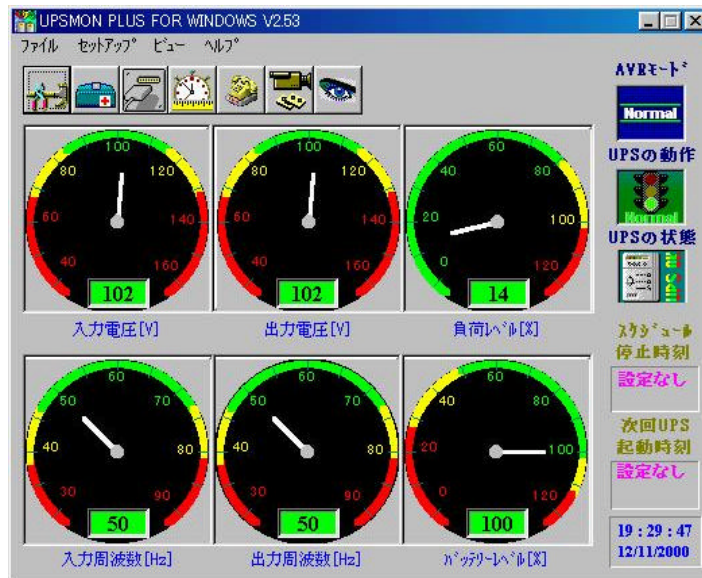 UPSMON PLUS FOR WINDOWS V2.53
ファイル セットアップ ビュー ヘルプ
AVRモード
Normal
UPSの動作
Normal
UPSの状態
40 60 80 100 120 140 160
102
入力電圧[V]
40 60 80 100 120 140 160
102
出力電圧[V]
0 20 40 60 80 100 120
14
負荷レベル[%]
スケジュール
停止時刻
設定なし
次回UPS
起動時刻
設定なし
30 40 50 60 70 80 90
50
入力周波数[Hz]
30 40 50 60 70 80 90
50
出力周波数[Hz]
0 20 40 60 80 100 120
100
バッテリーレベル[%]
19:29:47
12/11/2000